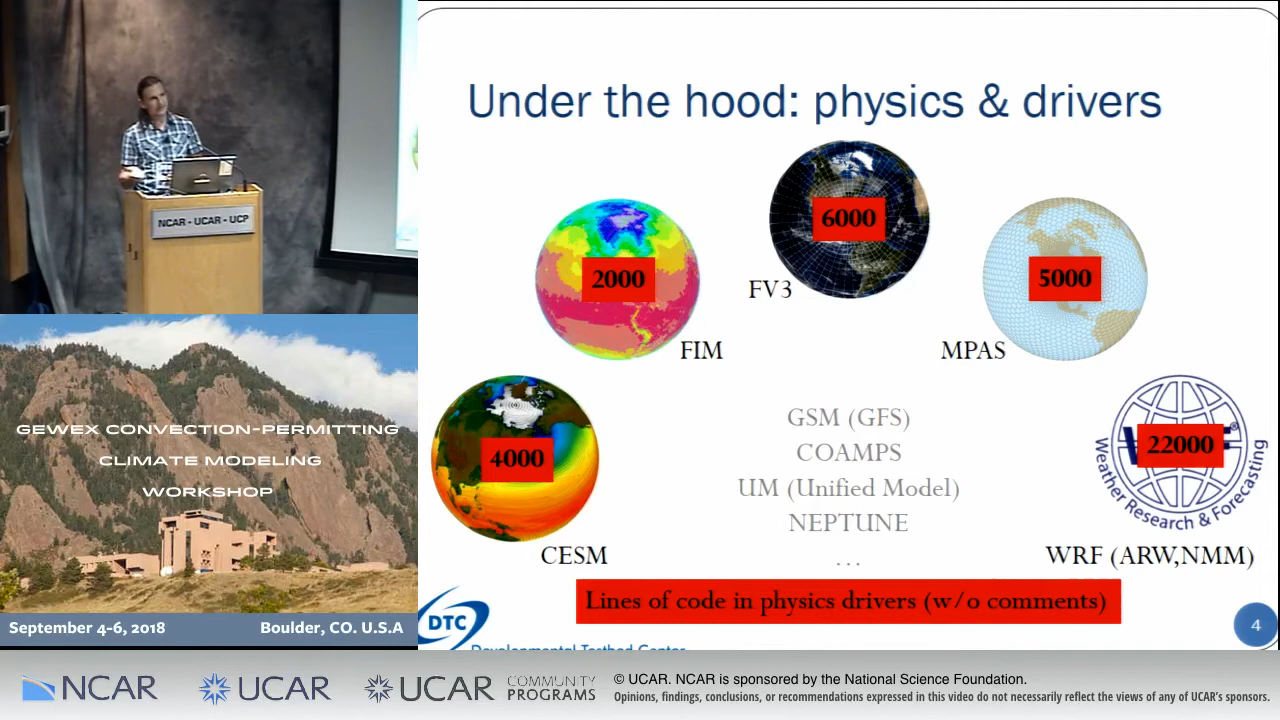 NCAR - UCAR - UCP
GEWEX CONVECTION-PERMITTING
CLIMATE MODELING
WORKSHOP
September 4-6, 2018
Boulder, CO. U.S.A
Under the hood: physics & drivers
6000
2000
5000
FV3
FIM
MPAS
GSM (GFS)
COAMPS
UM (Unified Model)
NEPTUNE
...
4000
22000
Weather Research & Forecasting
®
CESM
WRF (ARW,NMM)
Lines of code in physics drivers (w/o comments)
DTC
Developmental Testbed Center
4
NCAR
UCAR
UCAR
COMMUNITY
PROGRAMS
© UCAR. NCAR is sponsored by the National Science Foundation.
Opinions, findings, conclusions, or recommendations expressed in this video do not necessarily reflect the views of any of UCAR's sponsors.